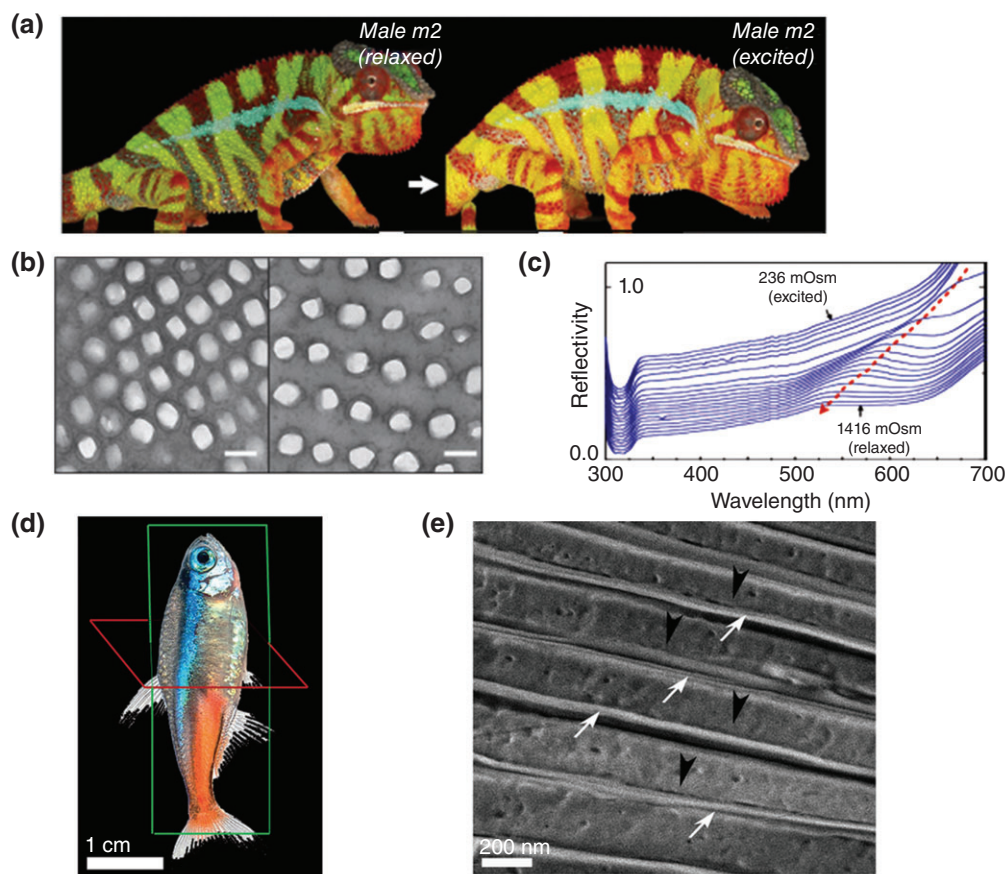 (a)
Male m2
(relaxed)
Male m2
(excited)
(b)
(c)
1.0
0.0
Reflectivity
236 mOsm
(excited)
1416 mOsm
(relaxed)
300
400
500
600
700
Wavelength (nm)
(d)
1 cm
(e)
200 nm